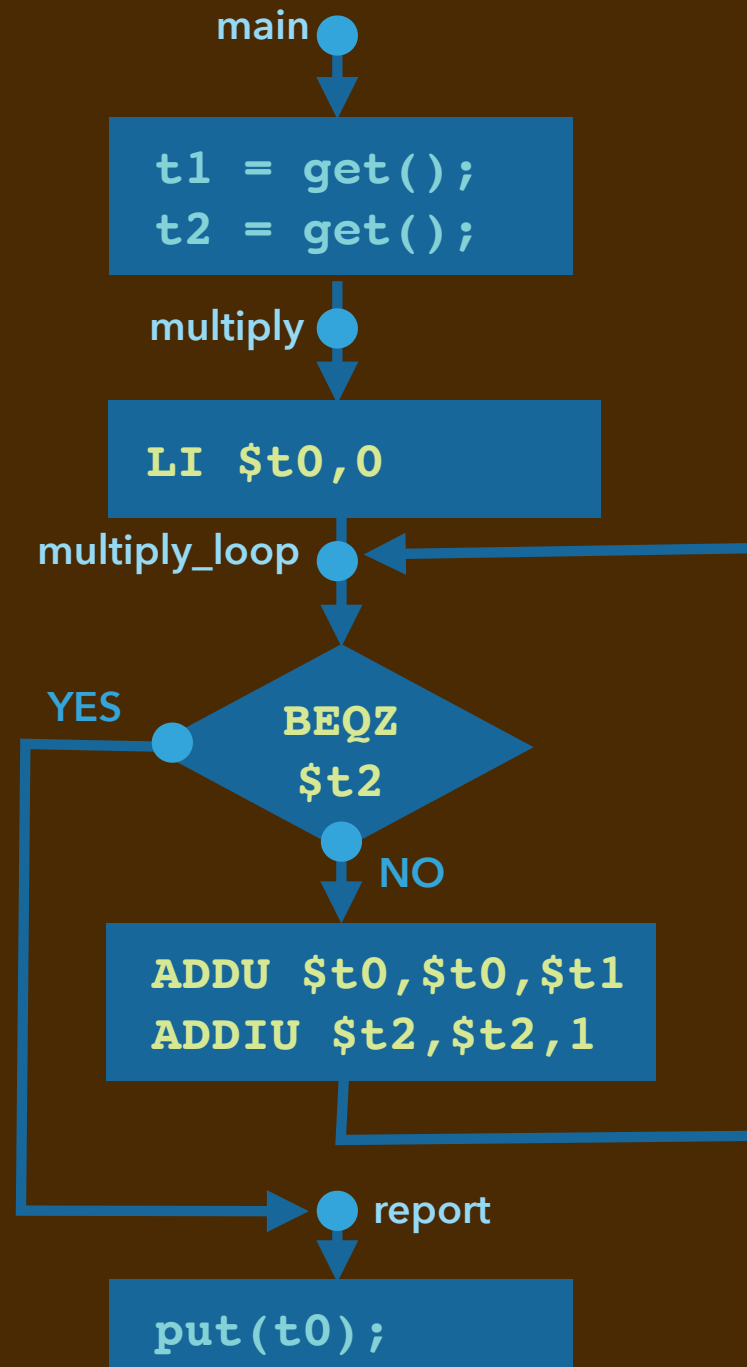 main
t1 = get();
t2 = get();
multiply
LI $t0,0
multiply_loop
YES
BEQZ
$t2
NO
ADDU $t0,$t0,$t1
ADDIU $t2,$t2,1
report
put(t0);